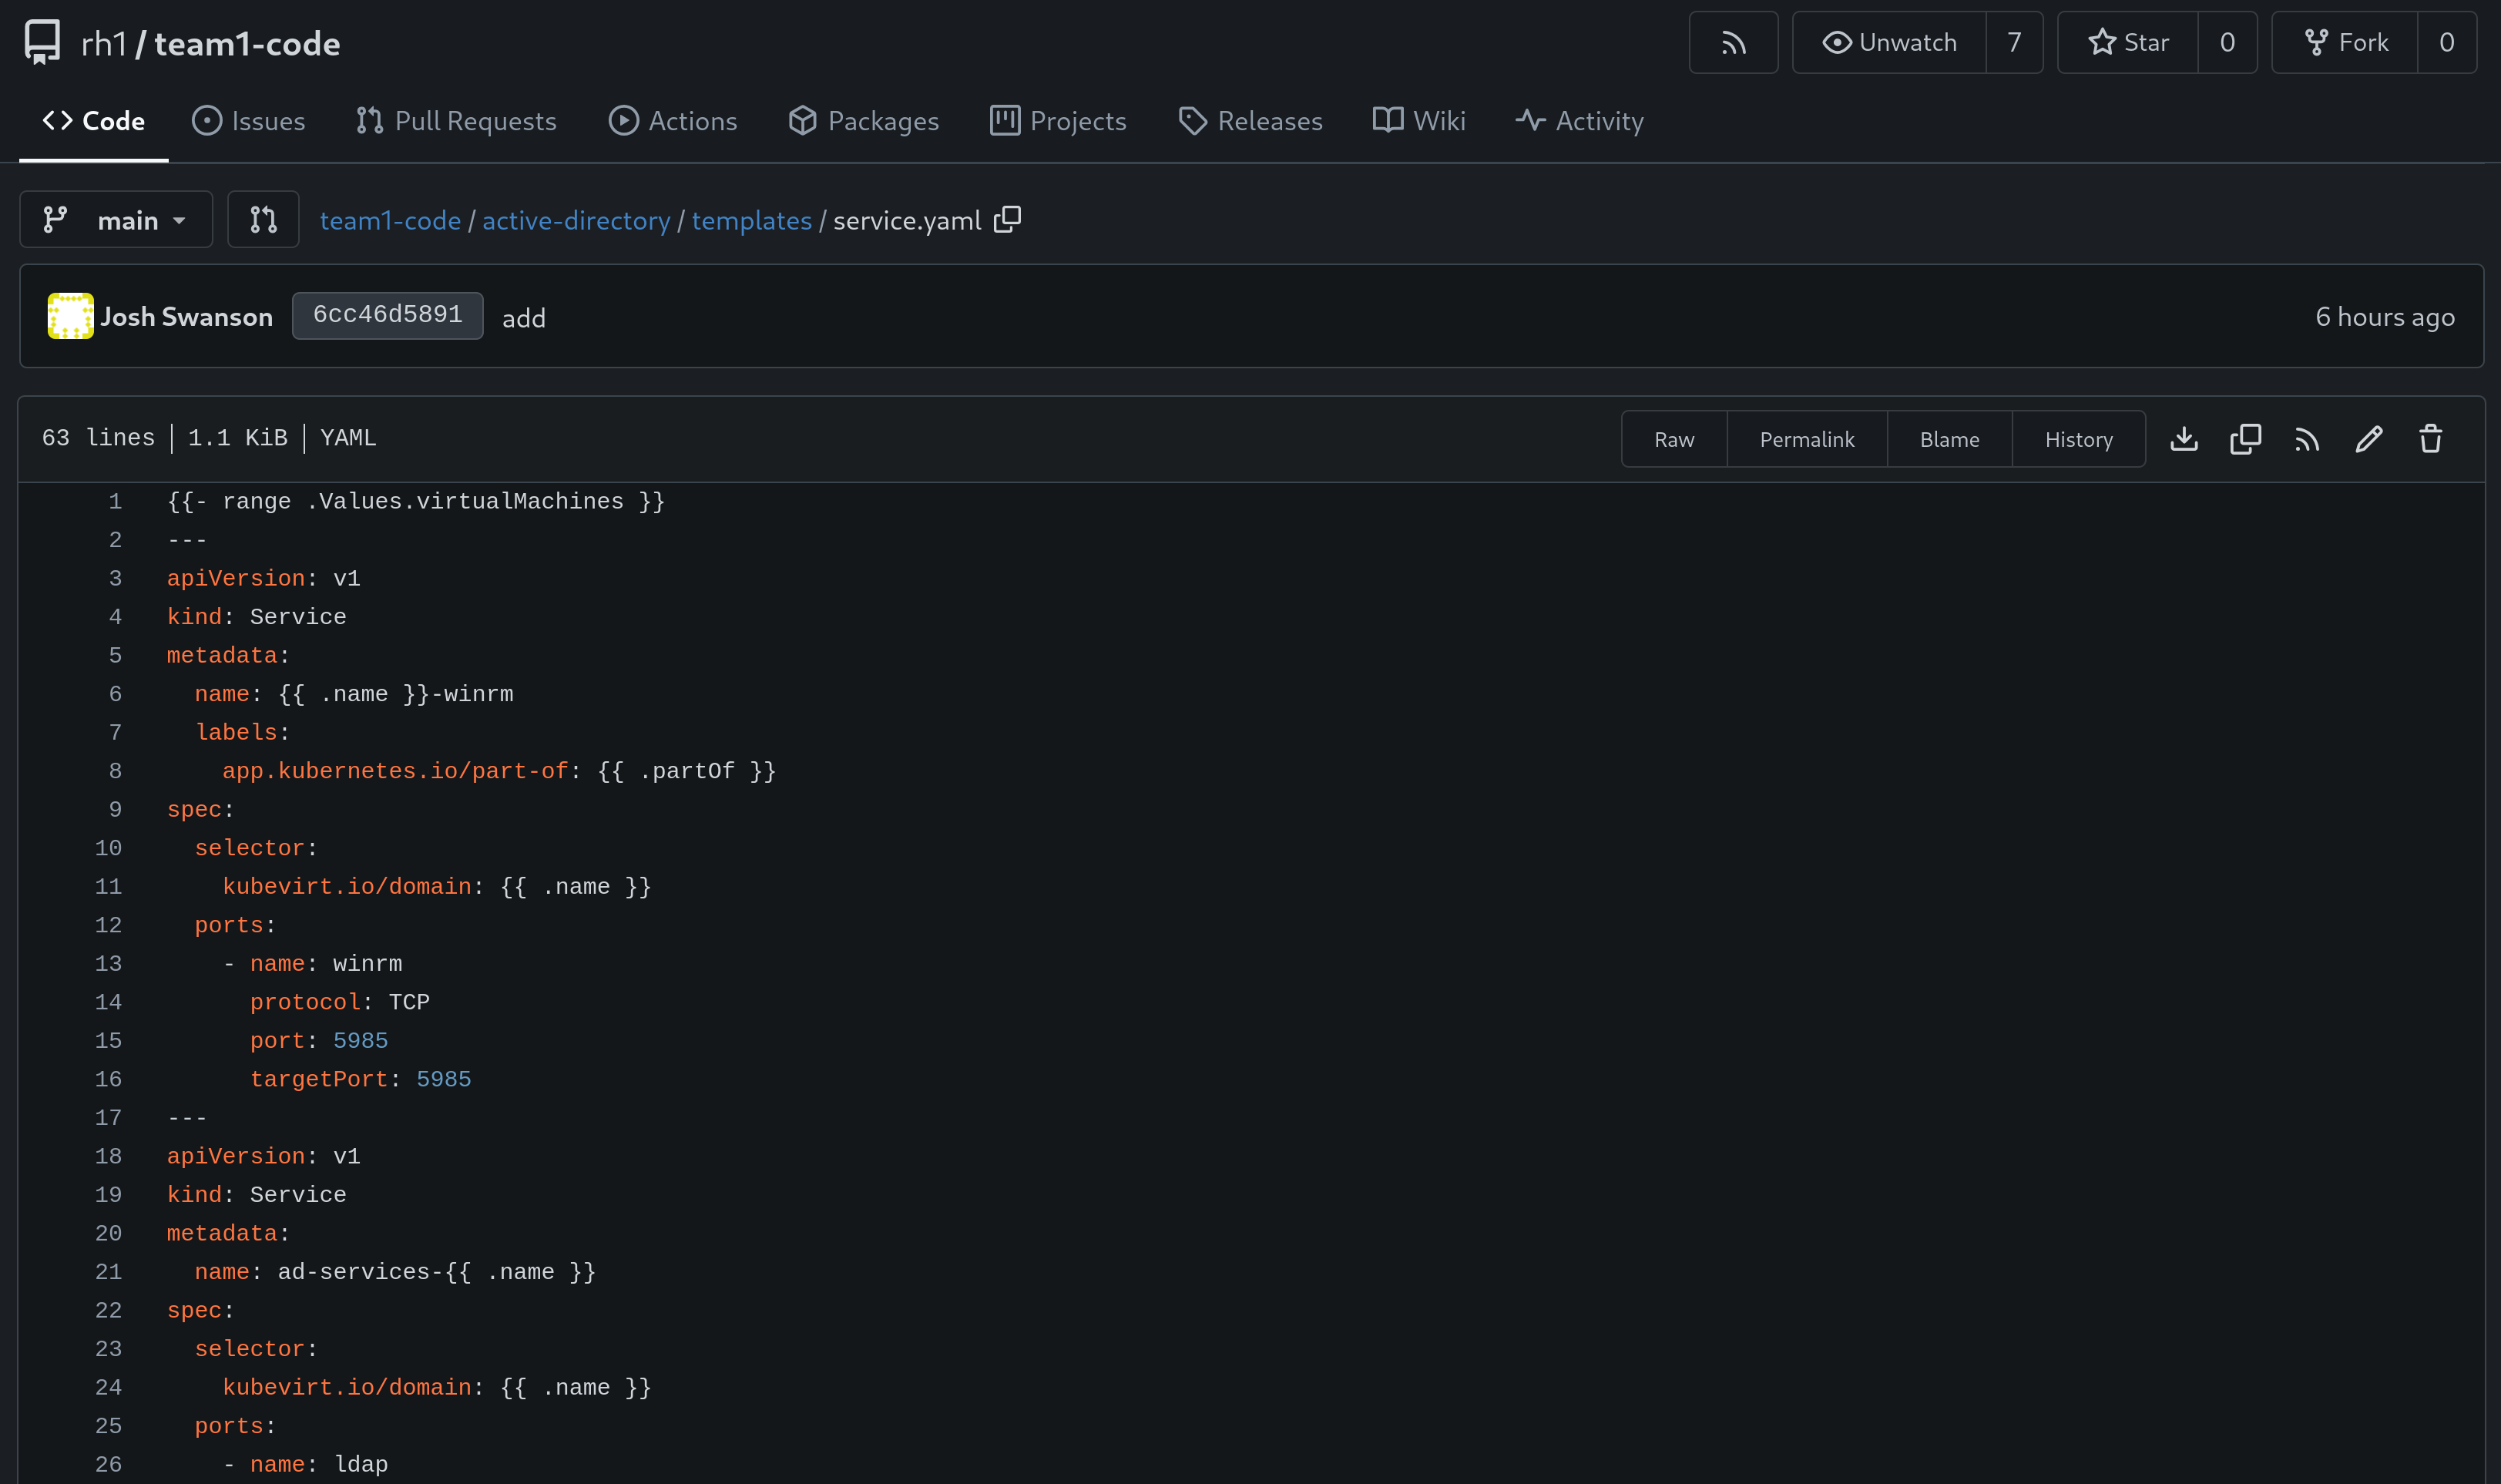 rh1 / team1-code
Unwatch 7 Star 0 Fork 0
Code Issues Pull Requests Actions Packages Projects Releases Wiki Activity
main team1-code / active-directory / templates / service.yaml
Josh Swanson 6cc46d5891 add 6 hours ago
63 lines | 1.1 KiB | YAML Raw Permalink Blame History
1 {{- range .Values.virtualMachines }}
2 ---
3 apiVersion: v1
4 kind: Service
5 metadata:
6   name: {{ .name }}-winrm
7   labels:
8     app.kubernetes.io/part-of: {{ .partOf }}
9 spec:
10   selector:
11     kubevirt.io/domain: {{ .name }}
12   ports:
13     - name: winrm
14       protocol: TCP
15       port: 5985
16       targetPort: 5985
17 ---
18 apiVersion: v1
19 kind: Service
20 metadata:
21   name: ad-services-{{ .name }}
22 spec:
23   selector:
24     kubevirt.io/domain: {{ .name }}
25   ports:
26     - name: ldap